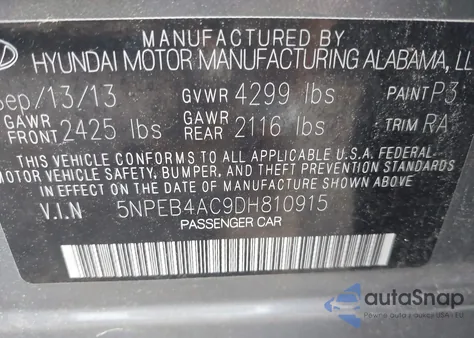 MANUFACTURED BY
HYUNDAI MOTOR MANUFACTURING ALABAMA, LL
Sep/13/13 GVWR 4299 lbs PAINT P3
GAWR FRONT 2425 lbs GAWR REAR 2116 lbs TRIM RA
THIS VEHICLE CONFORMS TO ALL APPLICABLE U.S.A. FEDERAL
MOTOR VEHICLE SAFETY, BUMPER, AND THEFT PREVENTION STANDARDS
IN EFFECT ON THE DATE OF MANUFACTURE SHOWN ABOVE.
V.I.N 5NPEB4AC9DH810915
PASSENGER CAR
autoSnap